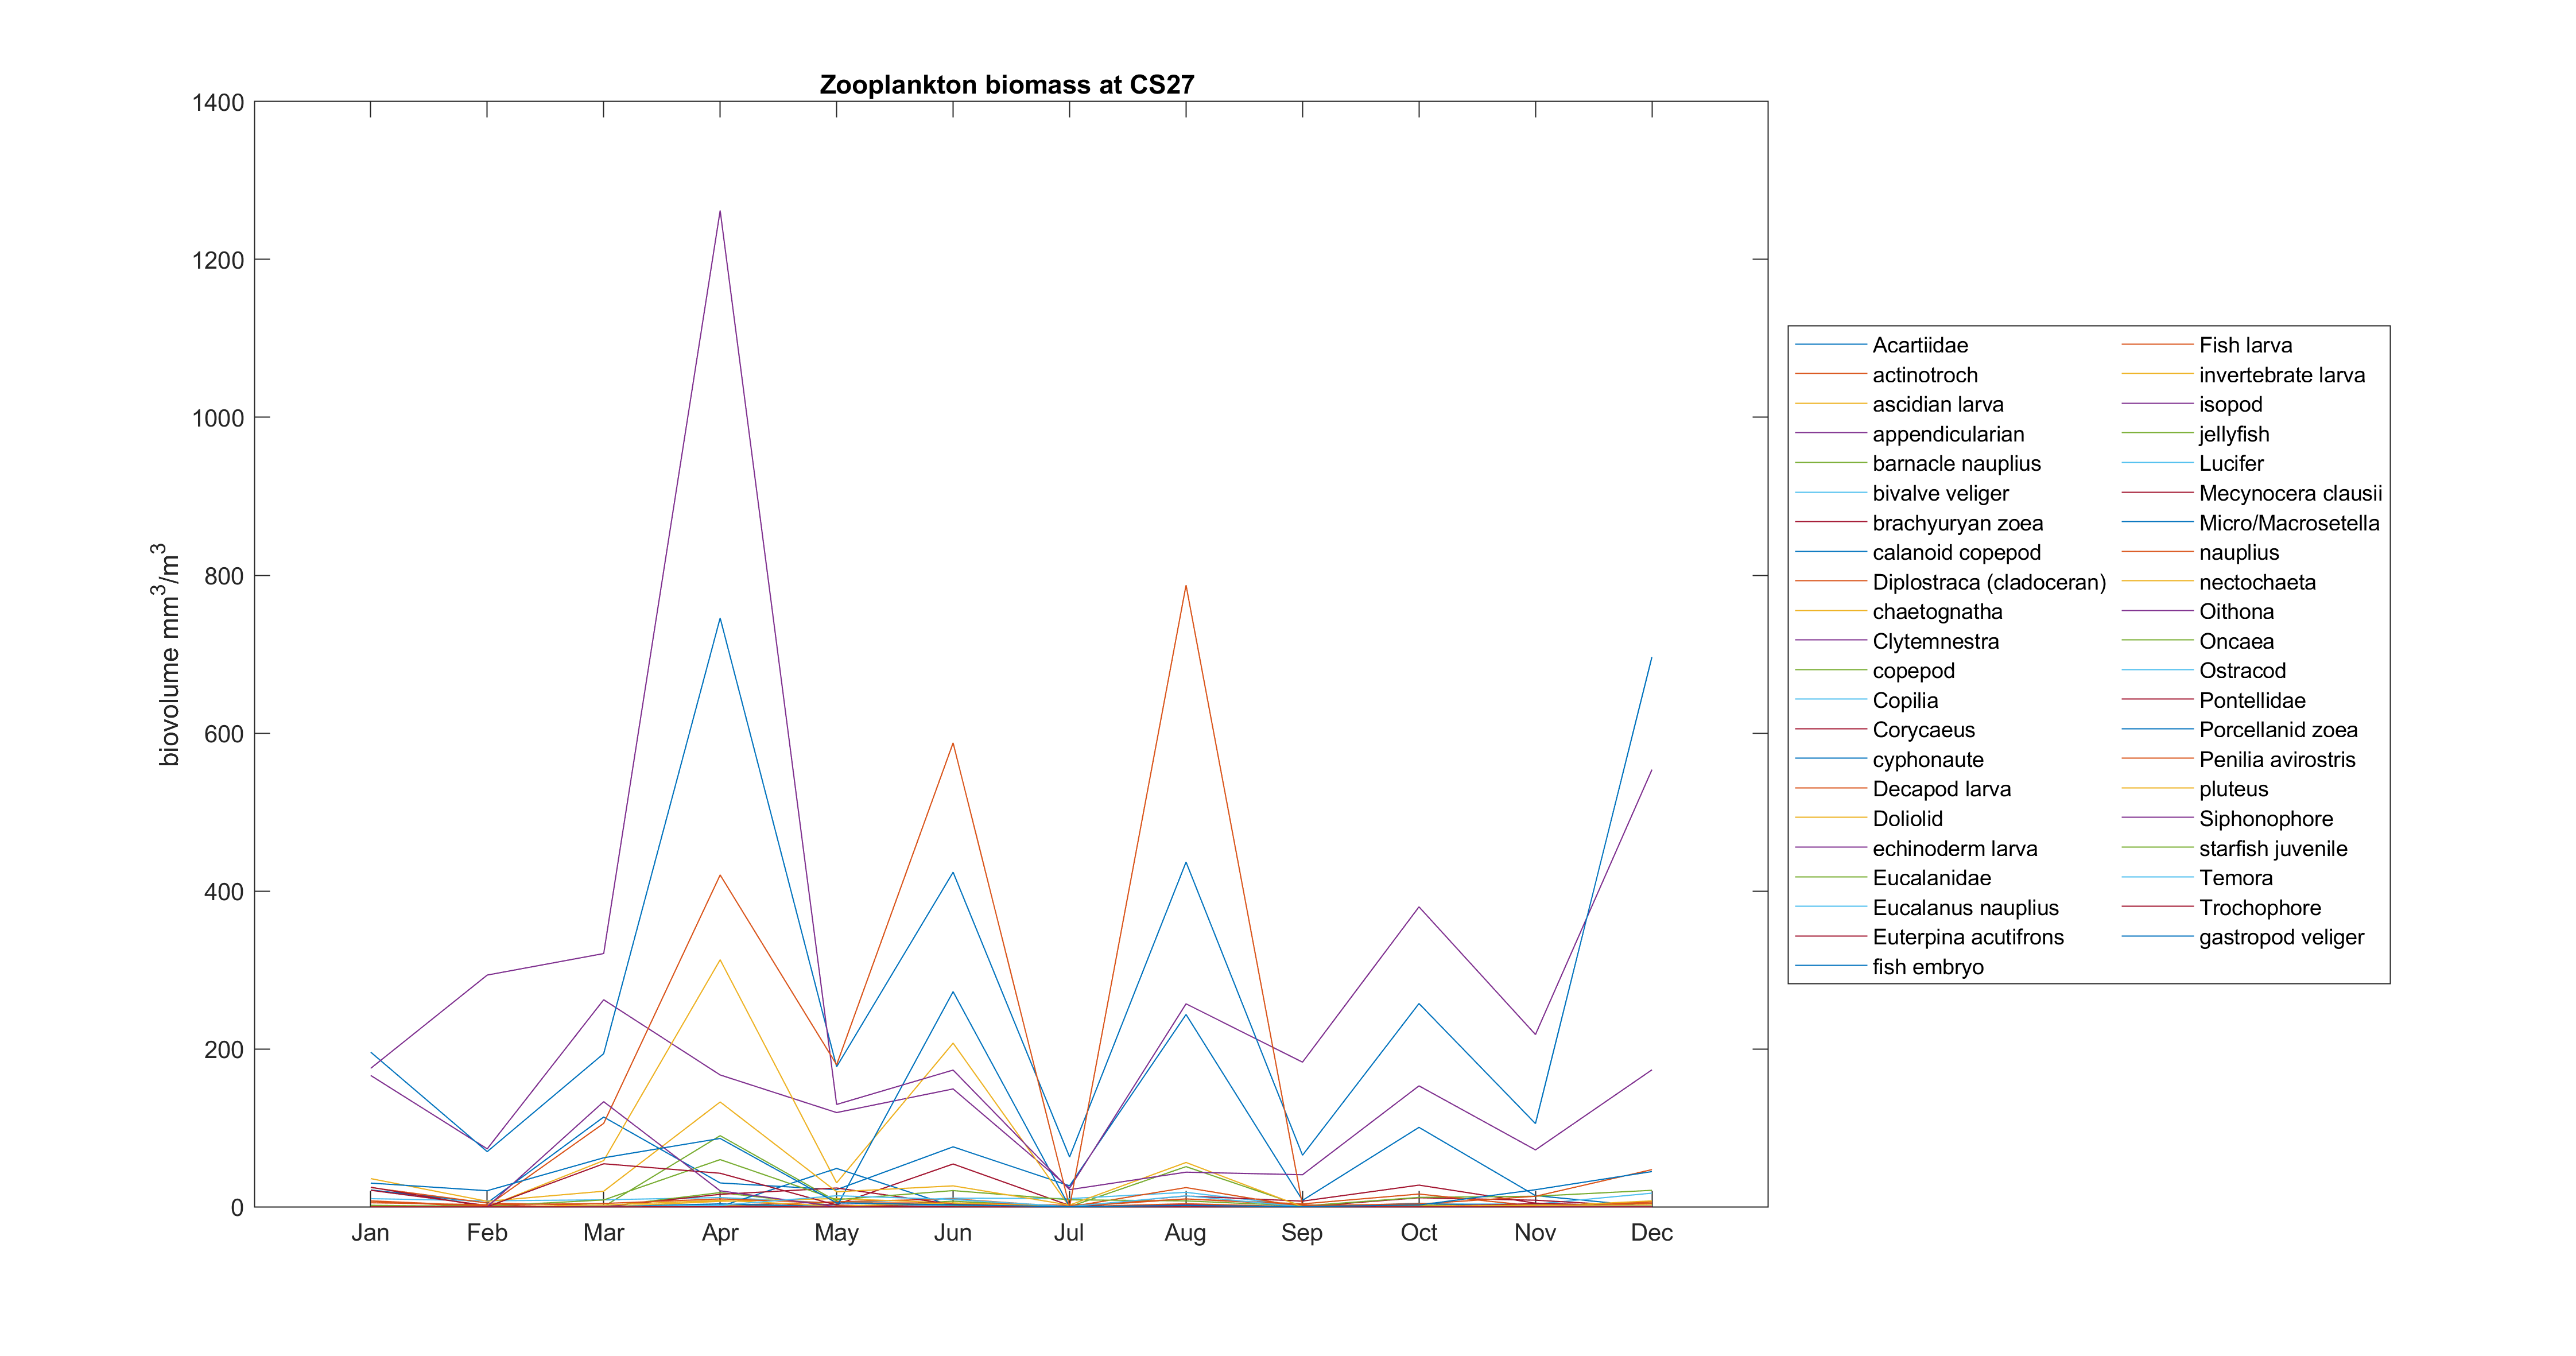 Zooplankton biomass at CS27
1400
1200
1000
800
600
400
200
0
biovolume mm³/m³
Jan Feb Mar Apr May Jun Jul Aug Sep Oct Nov Dec
Acartiidae
actinotroch
ascidian larva
appendicularian
barnacle nauplius
bivalve veliger
brachyuryan zoea
calanoid copepod
Diplostraca (cladoceran)
chaetognatha
Clytemnestra
copepod
Copilia
Corycaeus
cyphonaute
Decapod larva
Doliolid
echinoderm larva
Eucalanidae
Eucalanus nauplius
Euterpina acutifrons
fish embryo
Fish larva
invertebrate larva
isopod
jellyfish
Lucifer
Mecynocera clausii
Micro/Macrosetella
nauplius
nectochaeta
Oithona
Oncaea
Ostracod
Pontellidae
Porcellanid zoea
Penilia avirostris
pluteus
Siphonophore
starfish juvenile
Temora
Trochophore
gastropod veliger